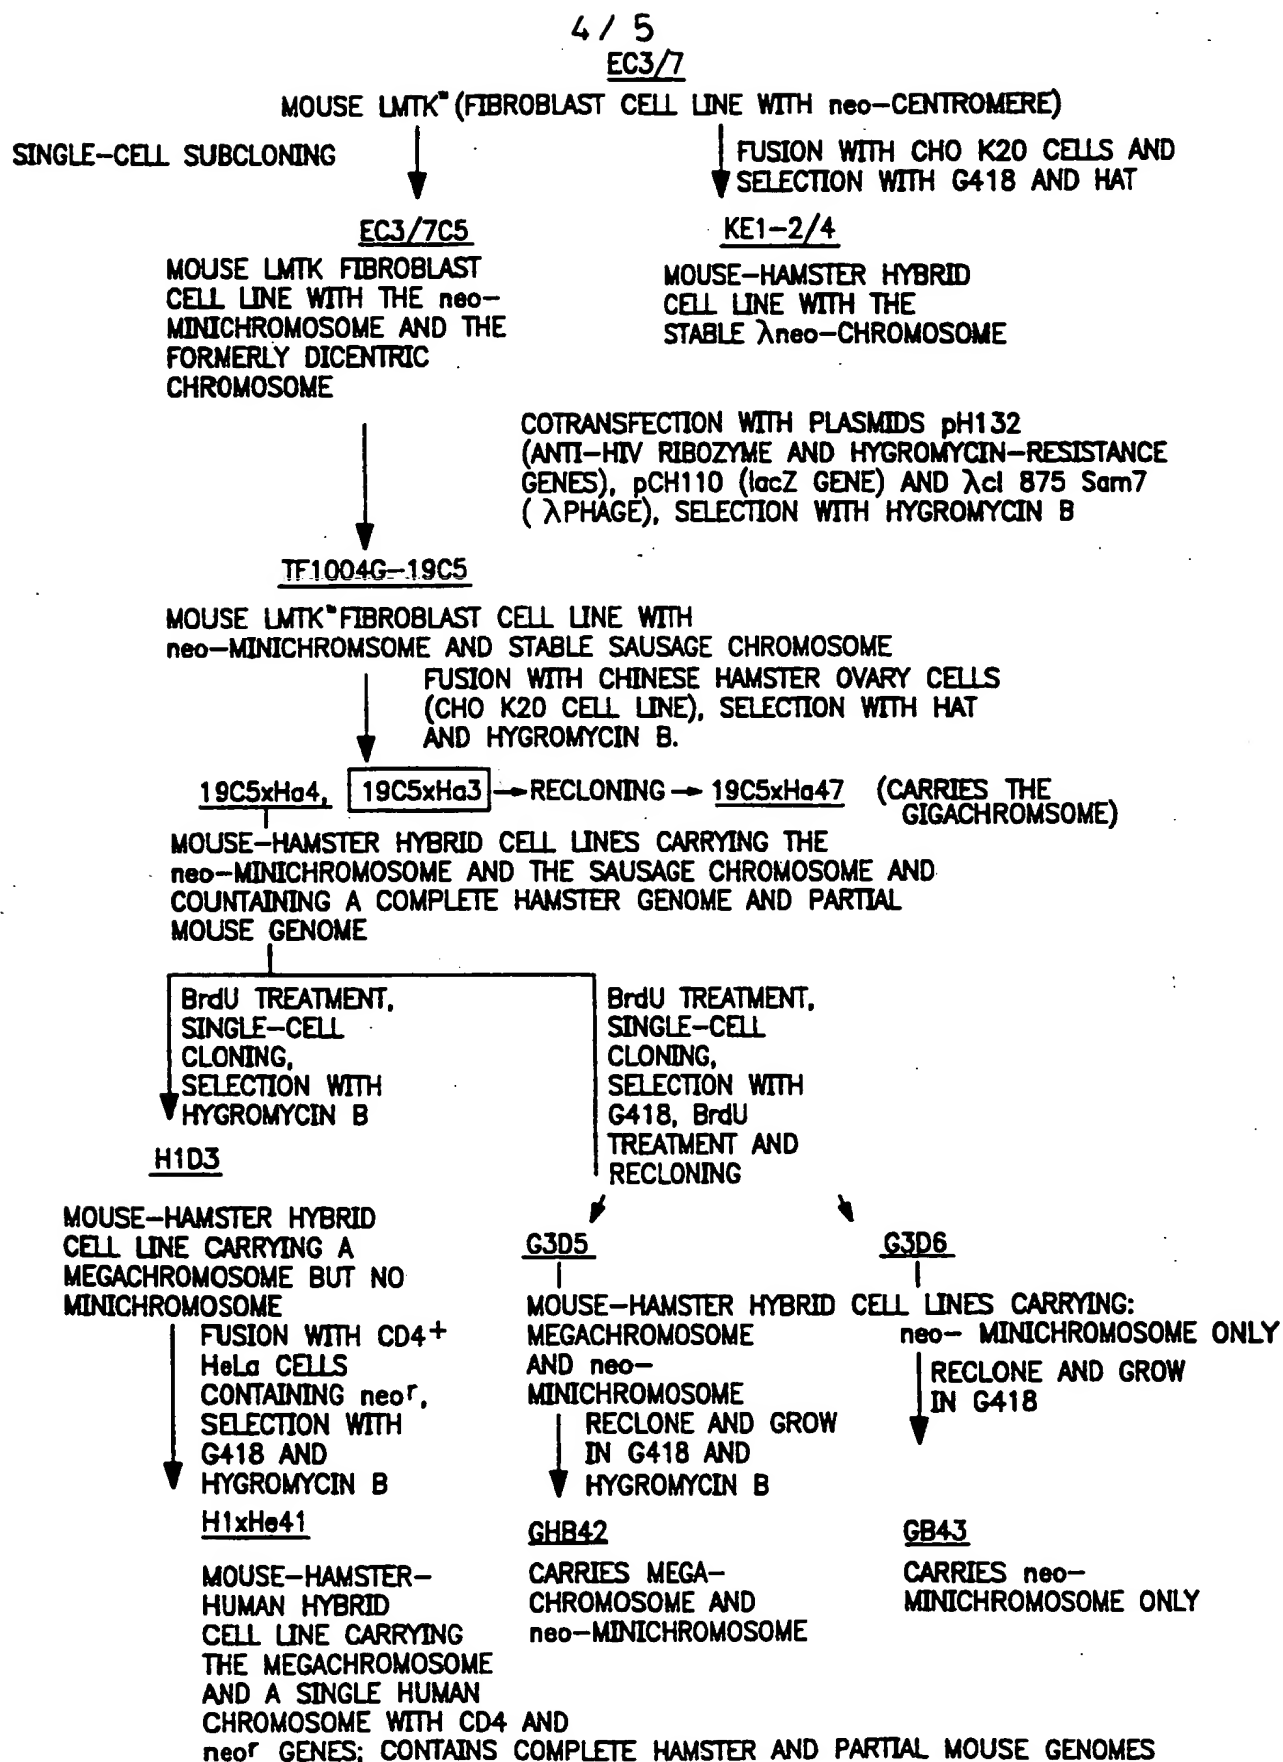 4/5
EC3/7
MOUSE LMTK⁻ (FIBROBLAST CELL LINE WITH neo-CENTROMERE)
SINGLE-CELL SUBCLONING
FUSION WITH CHO K20 CELLS AND
SELECTION WITH G418 AND HAT
EC3/7C5
MOUSE LMTK FIBROBLAST
CELL LINE WITH THE neo-
MINICHROMOSOME AND THE
FORMERLY DICENTRIC
CHROMOSOME
KE1-2/4
MOUSE-HAMSTER HYBRID
CELL LINE WITH THE
STABLE λneo-CHROMOSOME
COTRANSFECTION WITH PLASMIDS pH132
(ANTI-HIV RIBOZYME AND HYGROMYCIN-RESISTANCE
GENES), pCH110 (lacZ GENE) AND λcl 875 Sam7
( λPHAGE), SELECTION WITH HYGROMYCIN B
TF1004G-19C5
MOUSE LMTK⁻FIBROBLAST CELL LINE WITH
neo-MINICHROMSOME AND STABLE SAUSAGE CHROMOSOME
FUSION WITH CHINESE HAMSTER OVARY CELLS
(CHO K20 CELL LINE), SELECTION WITH HAT
AND HYGROMYCIN B.
19C5xHa4, 19C5xHa3 → RECLONING → 19C5xHa47 (CARRIES THE
GIGACHROMSOME)
MOUSE-HAMSTER HYBRID CELL LINES CARRYING THE
neo-MINICHROMOSOME AND THE SAUSAGE CHROMOSOME AND
COUNTAINING A COMPLETE HAMSTER GENOME AND PARTIAL
MOUSE GENOME
BrdU TREATMENT,
SINGLE-CELL
CLONING,
SELECTION WITH
HYGROMYCIN B
BrdU TREATMENT,
SINGLE-CELL
CLONING,
SELECTION WITH
G418, BrdU
TREATMENT AND
RECLONING
H1D3
MOUSE-HAMSTER HYBRID
CELL LINE CARRYING A
MEGACHROMOSOME BUT NO
MINICHROMOSOME
G3D5 G3D6
MOUSE-HAMSTER HYBRID CELL LINES CARRYING:
MEGACHROMOSOME
AND neo-
MINICHROMOSOME
neo- MINICHROMOSOME ONLY
FUSION WITH CD4+
HeLa CELLS
CONTAINING neoʳ,
SELECTION WITH
G418 AND
HYGROMYCIN B
RECLONE AND GROW
IN G418 AND
HYGROMYCIN B
RECLONE AND GROW
IN G418
H1xHe41
MOUSE-HAMSTER-
HUMAN HYBRID
CELL LINE CARRYING
THE MEGACHROMOSOME
AND A SINGLE HUMAN
CHROMOSOME WITH CD4 AND
neoʳ GENES; CONTAINS COMPLETE HAMSTER AND PARTIAL MOUSE GENOMES
GHB42
CARRIES MEGA-
CHROMOSOME AND
neo-MINICHROMOSOME
GB43
CARRIES neo-
MINICHROMOSOME ONLY